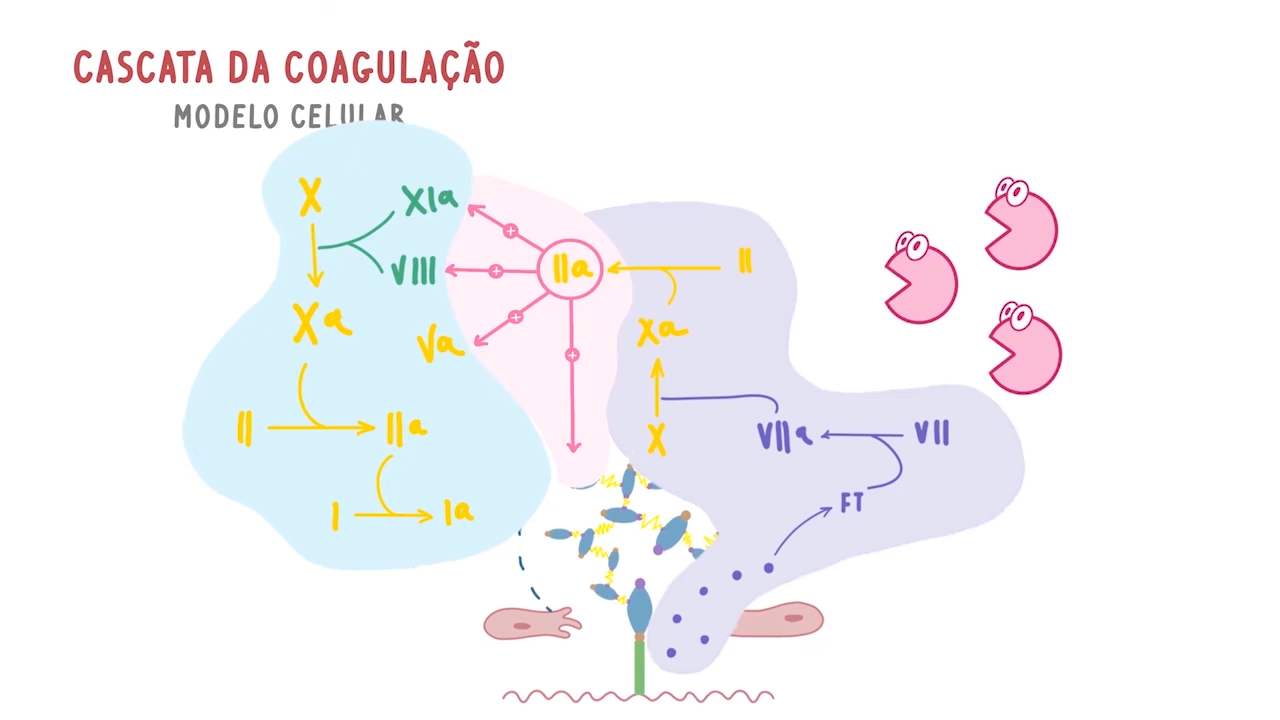 CASCATA DA COAGULAÇÃO
MODELO CELULAR
X
XIa
VIII
Xa
Va
II
IIa
I
Ia
IIa
II
Xa
X
VIIa
VII
FT